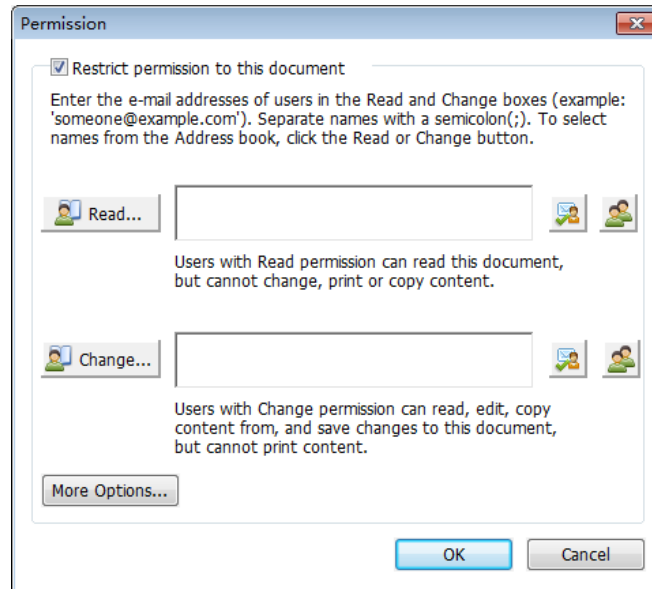 Permission
Restrict permission to this document
Enter the e-mail addresses of users in the Read and Change boxes (example:
'someone@example.com'). Separate names with a semicolon(;). To select
names from the Address book, click the Read or Change button.
Read...
Users with Read permission can read this document,
but cannot change, print or copy content.
Change...
Users with Change permission can read, edit, copy
content from, and save changes to this document,
but cannot print content.
More Options...
OK Cancel